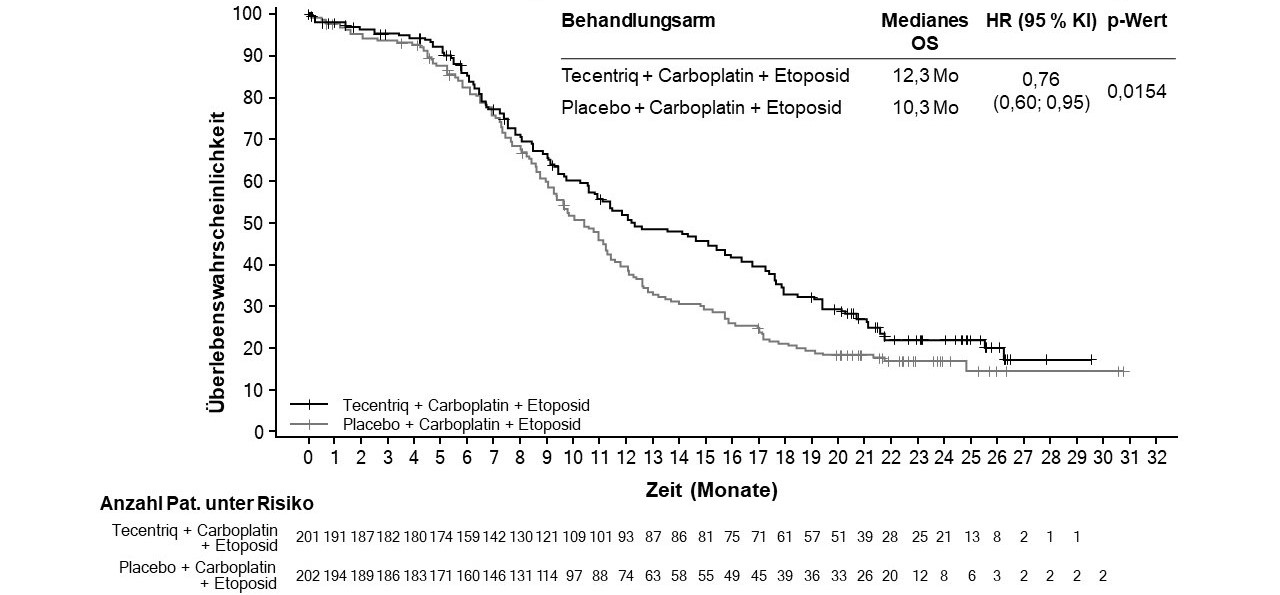 Behandlungsarm Medianes OS HR (95 % KI) p-Wert
Tecentriq + Carboplatin + Etoposid 12,3 Mo 0,76 (0,60; 0,95) 0,0154
Placebo + Carboplatin + Etoposid 10,3 Mo
Überlebenswahrscheinlichkeit
100
90
80
70
60
50
40
30
20
10
0
Tecentriq + Carboplatin + Etoposid
Placebo + Carboplatin + Etoposid
0 1 2 3 4 5 6 7 8 9 10 11 12 13 14 15 16 17 18 19 20 21 22 23 24 25 26 27 28 29 30 31 32
Zeit (Monate)
Anzahl Pat. unter Risiko
Tecentriq + Carboplatin
+ Etoposid
201 191 187 182 180 174 159 142 130 121 109 101 93 87 86 81 75 71 61 57 51 39 28 25 21 13 8 2 1 1
Placebo + Carboplatin
+ Etoposid
202 194 189 186 183 171 160 146 131 114 97 88 74 63 58 55 49 45 39 36 33 26 20 12 8 6 3 2 2 2 2